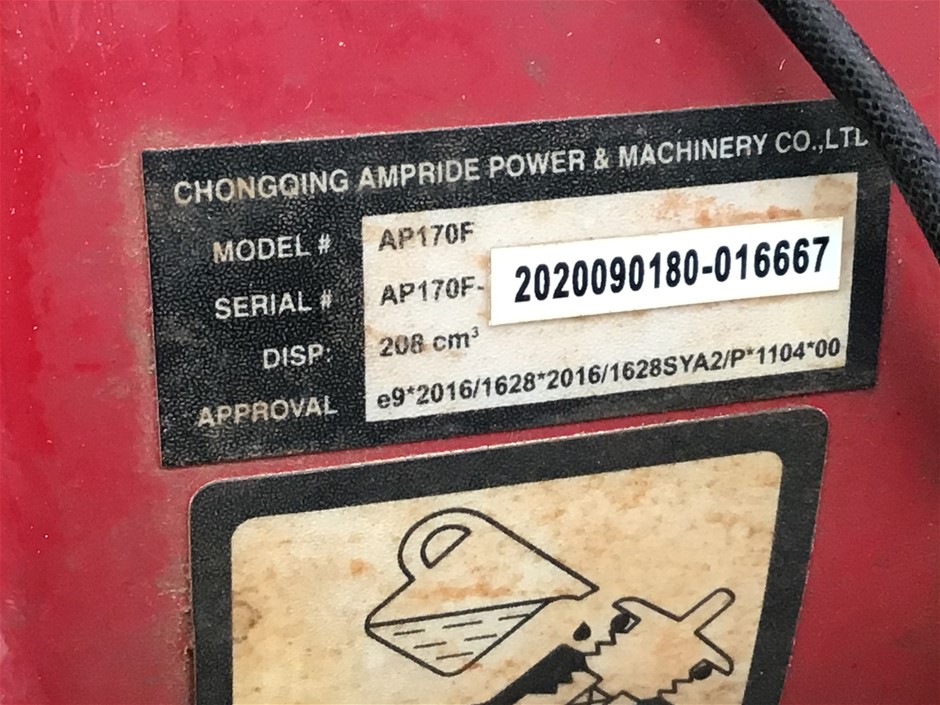 CHONGQING AMPRIDE POWER & MACHINERY CO.,LTD
MODEL # AP170F
SERIAL # AP170F- 2020090180-016667
DISP: 208 cm³
APPROVAL e9*2016/1628*2016/1628SYA2/P*1104*00